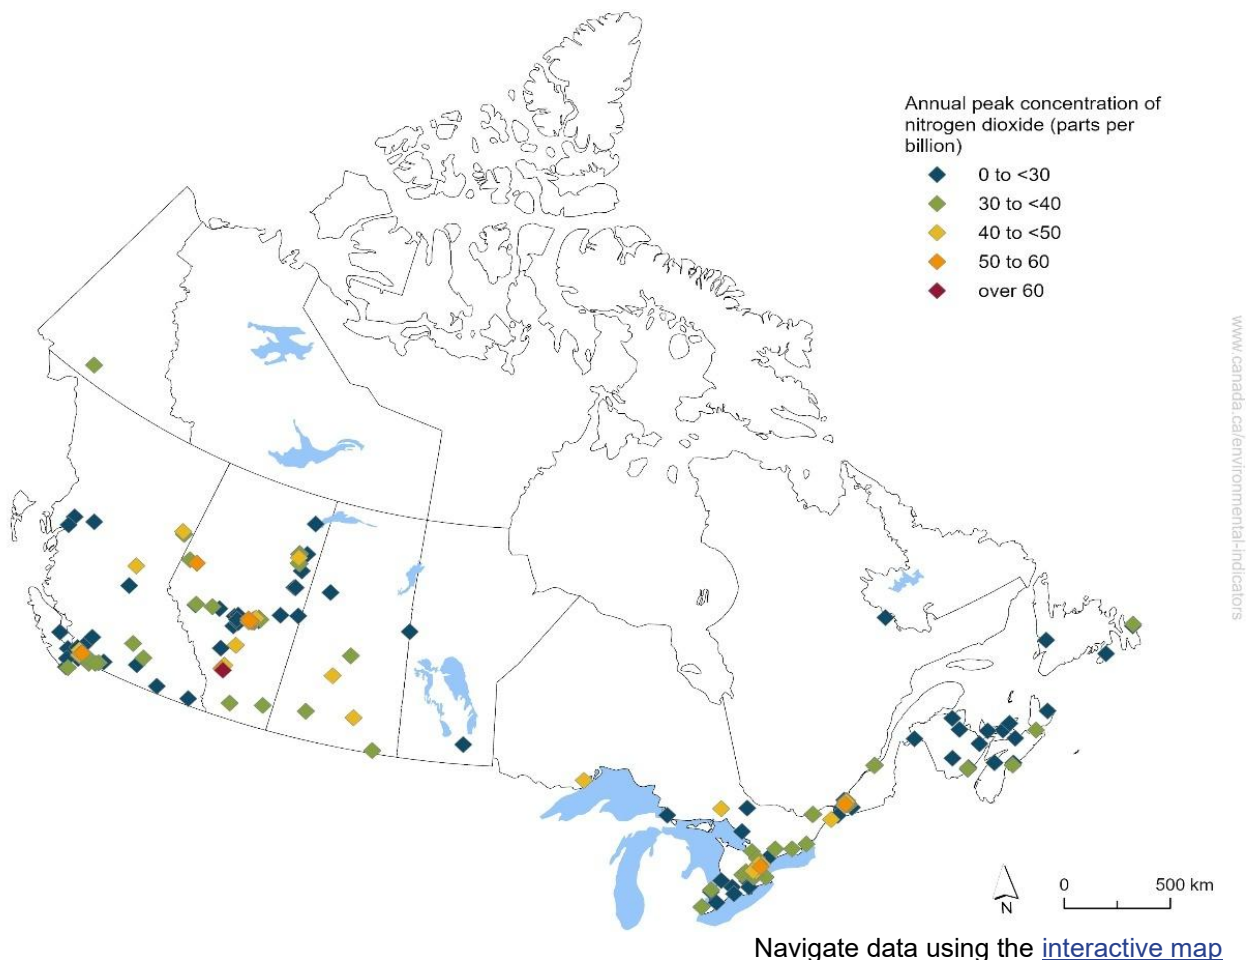 Annual peak concentration of
nitrogen dioxide (parts per
billion)
0 to <30
30 to <40
40 to <50
50 to 60
over 60
www.canada.ca/environmental-indicators
N
0 500 km
Navigate data using the interactive map